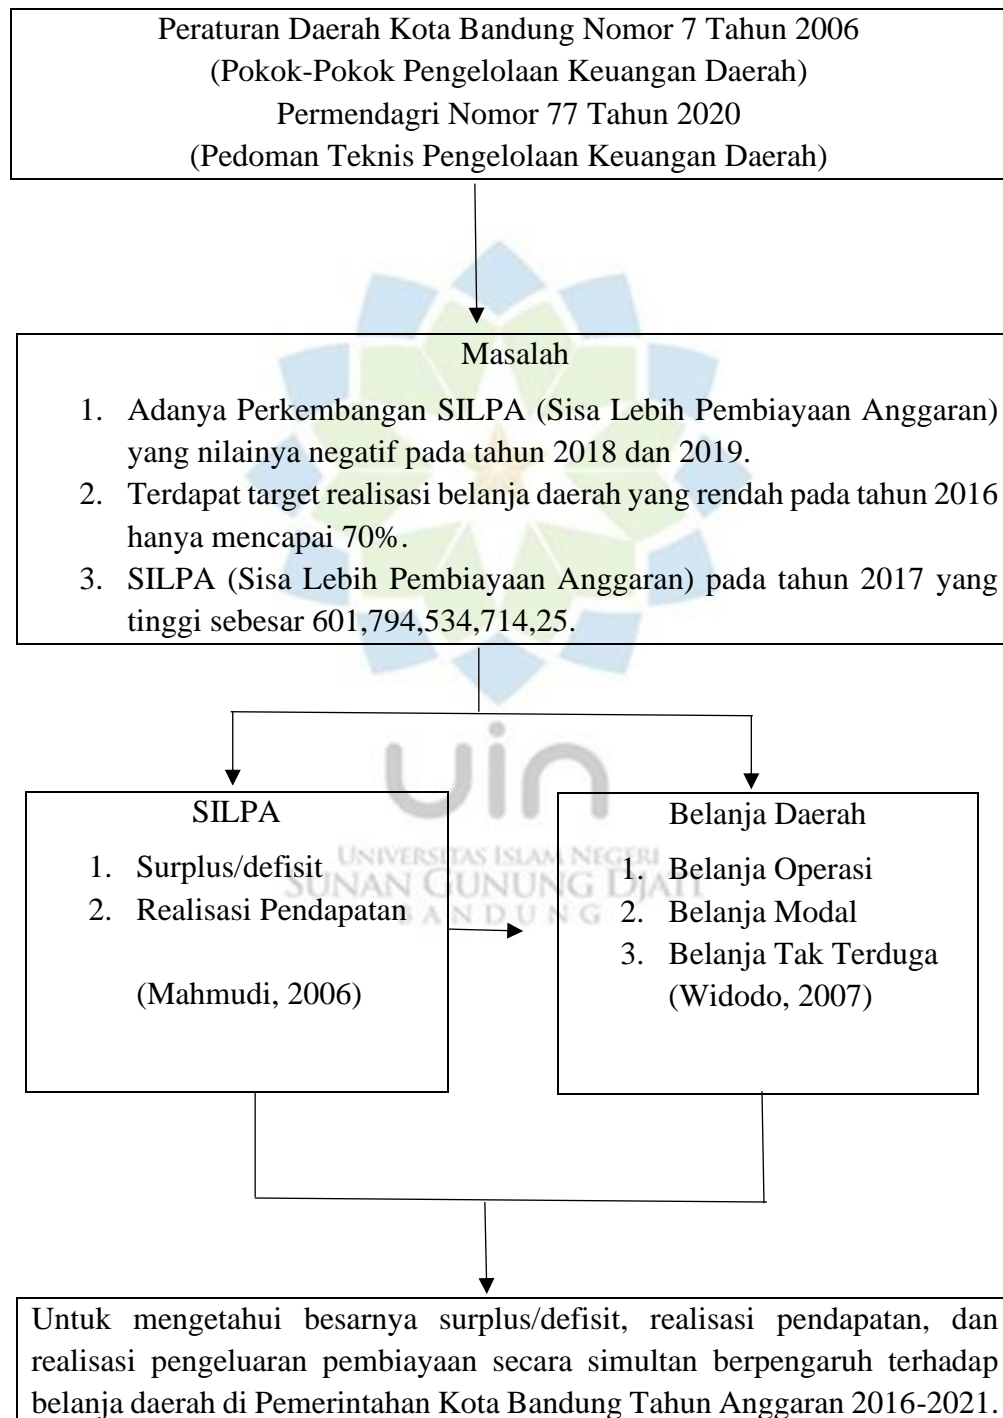 Peraturan Daerah Kota Bandung Nomor 7 Tahun 2006
(Pokok-Pokok Pengelolaan Keuangan Daerah)
Permendagri Nomor 77 Tahun 2020
(Pedoman Teknis Pengelolaan Keuangan Daerah)
Masalah
1. Adanya Perkembangan SILPA (Sisa Lebih Pembiayaan Anggaran)
yang nilainya negatif pada tahun 2018 dan 2019.
2. Terdapat target realisasi belanja daerah yang rendah pada tahun 2016
hanya mencapai 70%.
3. SILPA (Sisa Lebih Pembiayaan Anggaran) pada tahun 2017 yang
tinggi sebesar 601,794,534,714,25.
uin
UNIVERSITAS ISLAM NEGERI
SUNAN GUNUNG DJATI
BANDUNG
SILPA
1. Surplus/defisit
2. Realisasi Pendapatan
(Mahmudi, 2006)
Belanja Daerah
1. Belanja Operasi
2. Belanja Modal
3. Belanja Tak Terduga
(Widodo, 2007)
Untuk mengetahui besarnya surplus/defisit, realisasi pendapatan, dan
realisasi pengeluaran pembiayaan secara simultan berpengaruh terhadap
belanja daerah di Pemerintahan Kota Bandung Tahun Anggaran 2016-2021.